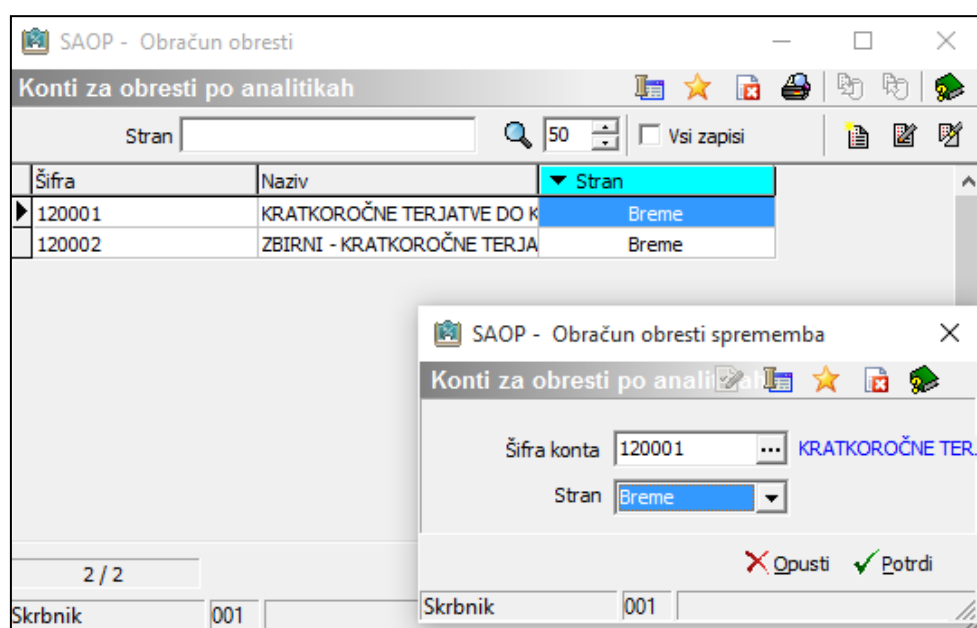 SAOP - Obračun obresti
Konti za obresti po analitikah
Stran 50 Vsi zapisi
Šifra Naziv Stran
120001 KRATKOROČNE TERJATVE DO K Breme
120002 ZBIRNI - KRATKOROČNE TERJA Breme
SAOP - Obračun obresti sprememba
Konti za obresti po anali
Šifra konta 120001 ... KRATKOROČNE TER
Stran Breme
Opusti Potrdi
2 / 2
Skrbnik 001
Skrbnik 001